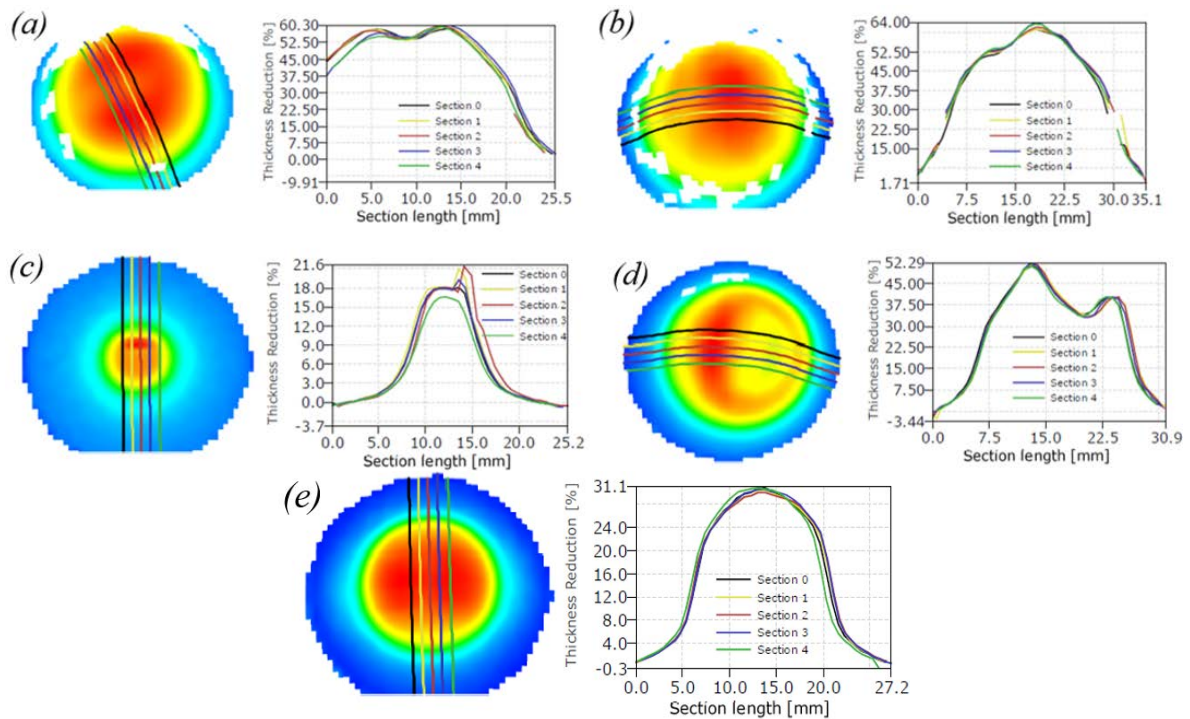 (a)
Thickness Reduction [%]
60.30
52.50
45.00
37.50
30.00
22.50
15.00
7.50
0.00
-9.91
Section 0
Section 1
Section 2
Section 3
Section 4
0.0 5.0 10.0 15.0 20.0 25.5
Section length [mm]
(b)
Thickness Reduction [%]
64.00
52.50
45.00
37.50
30.00
22.50
15.00
1.71
Section 0
Section 1
Section 2
Section 3
Section 4
0.0 7.5 15.0 22.5 30.0 35.1
Section length [mm]
(c)
Thickness Reduction [%]
21.6
18.0
15.0
12.0
9.0
6.0
3.0
0.0
-3.7
Section 0
Section 1
Section 2
Section 3
Section 4
0.0 5.0 10.0 15.0 20.0 25.2
Section length [mm]
(d)
Thickness Reduction [%]
52.29
45.00
37.50
30.00
22.50
15.00
7.50
-3.44
Section 0
Section 1
Section 2
Section 3
Section 4
0.0 7.5 15.0 22.5 30.9
Section length [mm]
(e)
Thickness Reduction [%]
31.1
24.0
20.0
16.0
12.0
8.0
4.0
-0.3
Section 0
Section 1
Section 2
Section 3
Section 4
0.0 5.0 10.0 15.0 20.0 27.2
Section length [mm]